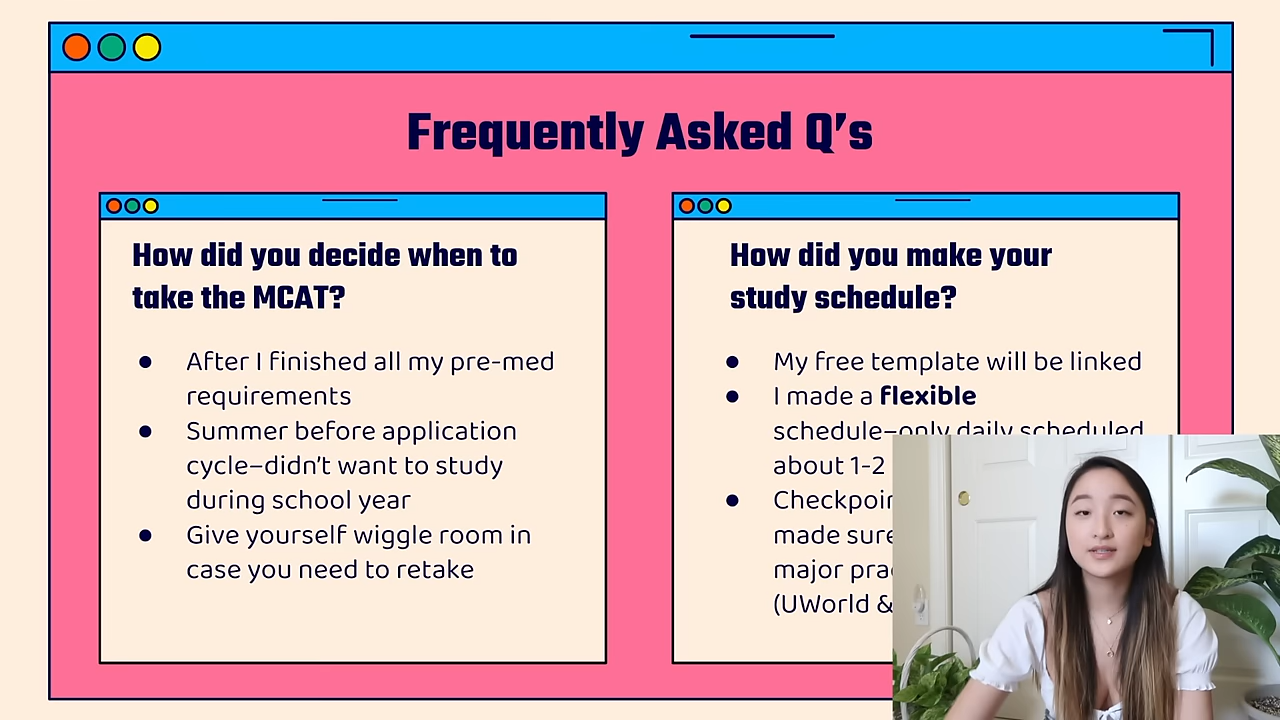 Frequently Asked Q's
How did you decide when to
take the MCAT?
● After I finished all my pre-med
requirements
● Summer before application
cycle–didn't want to study
during school year
● Give yourself wiggle room in
case you need to retake
How did you make your
study schedule?
● My free template will be linked
● I made a flexible
schedule–only daily scheduled
about 1-2
●
made sure
major
(UWorld &